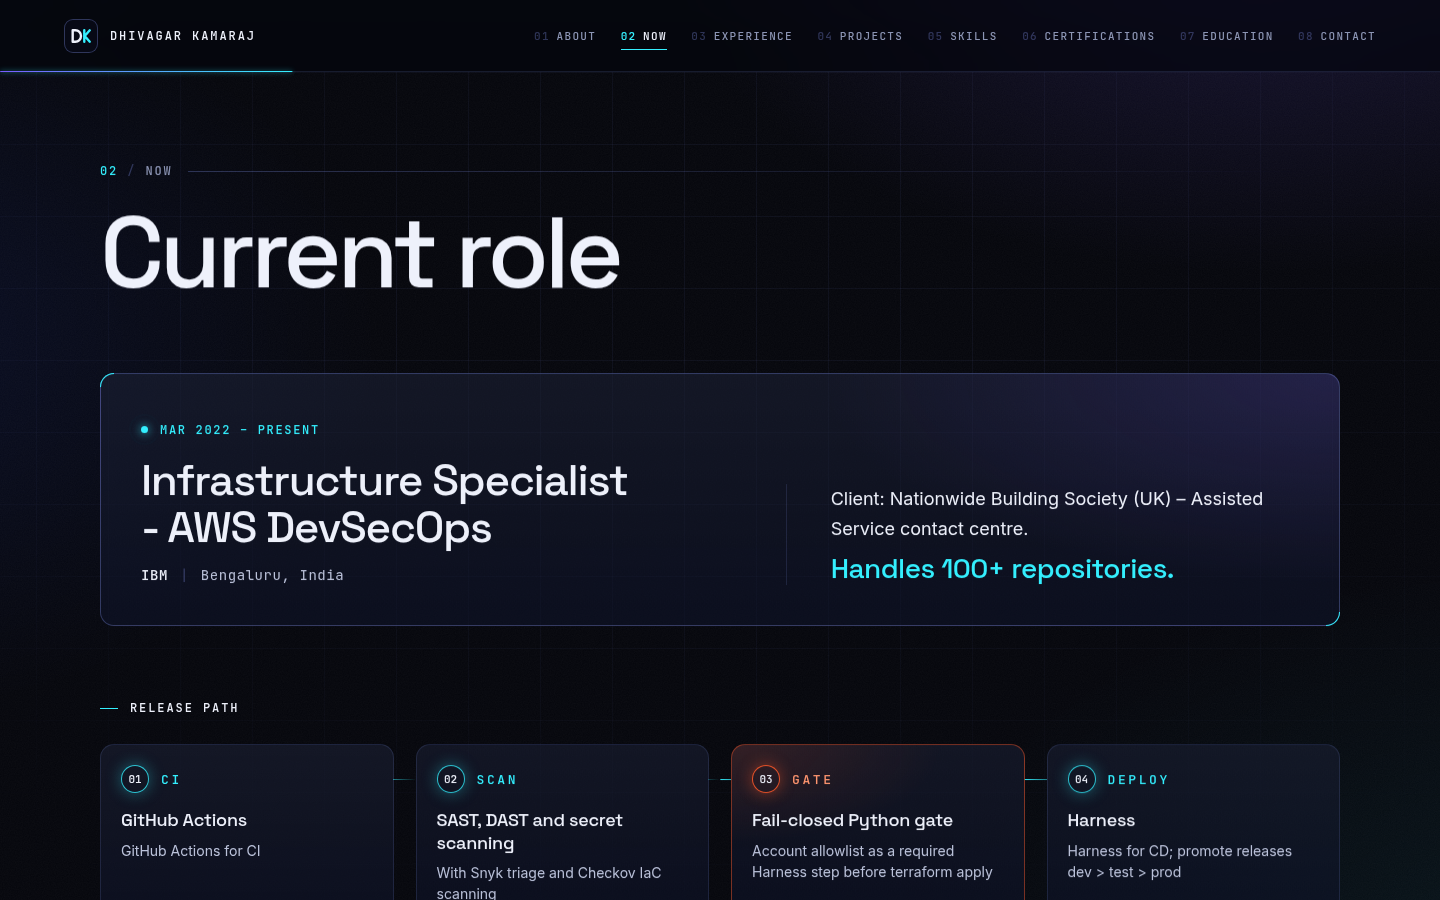 DK DHIVAGAR KAMARAJ
01 ABOUT 02 NOW 03 EXPERIENCE 04 PROJECTS 05 SKILLS 06 CERTIFICATIONS 07 EDUCATION 08 CONTACT
02 / NOW
Current role
MAR 2022 – PRESENT
Infrastructure Specialist
- AWS DevSecOps
IBM | Bengaluru, India
Client: Nationwide Building Society (UK) – Assisted
Service contact centre.
Handles 100+ repositories.
RELEASE PATH
01 CI
GitHub Actions
GitHub Actions for CI
02 SCAN
SAST, DAST and secret
scanning
With Snyk triage and Checkov IaC
scanning
03 GATE
Fail-closed Python gate
Account allowlist as a required
Harness step before terraform apply
04 DEPLOY
Harness
Harness for CD; promote releases
dev > test > prod